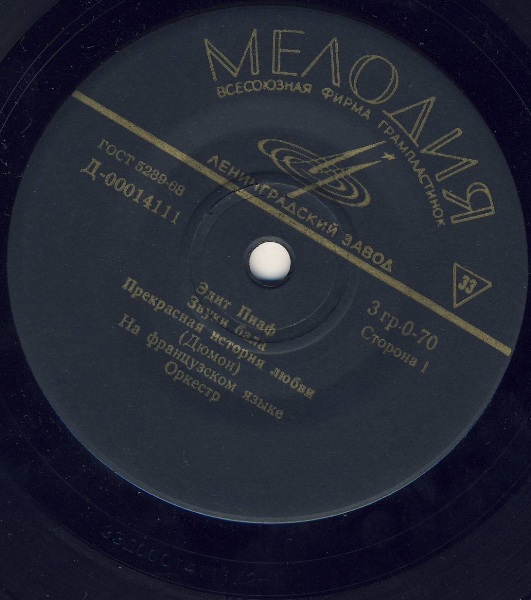 МЕЛОДИЯ
ВСЕСОЮЗНАЯ ФИРМА ГРАМПЛАСТИНОК
ЛЕНИНГРАДСКИЙ ЗАВОД
ГОСТ 5289-68
Д-00014111
33
3 гр.-0-70
Сторона 1
Эдит Пиаф
Звуки бала
Прекрасная история любви
(Дюмон)
На французском языке
Оркестр